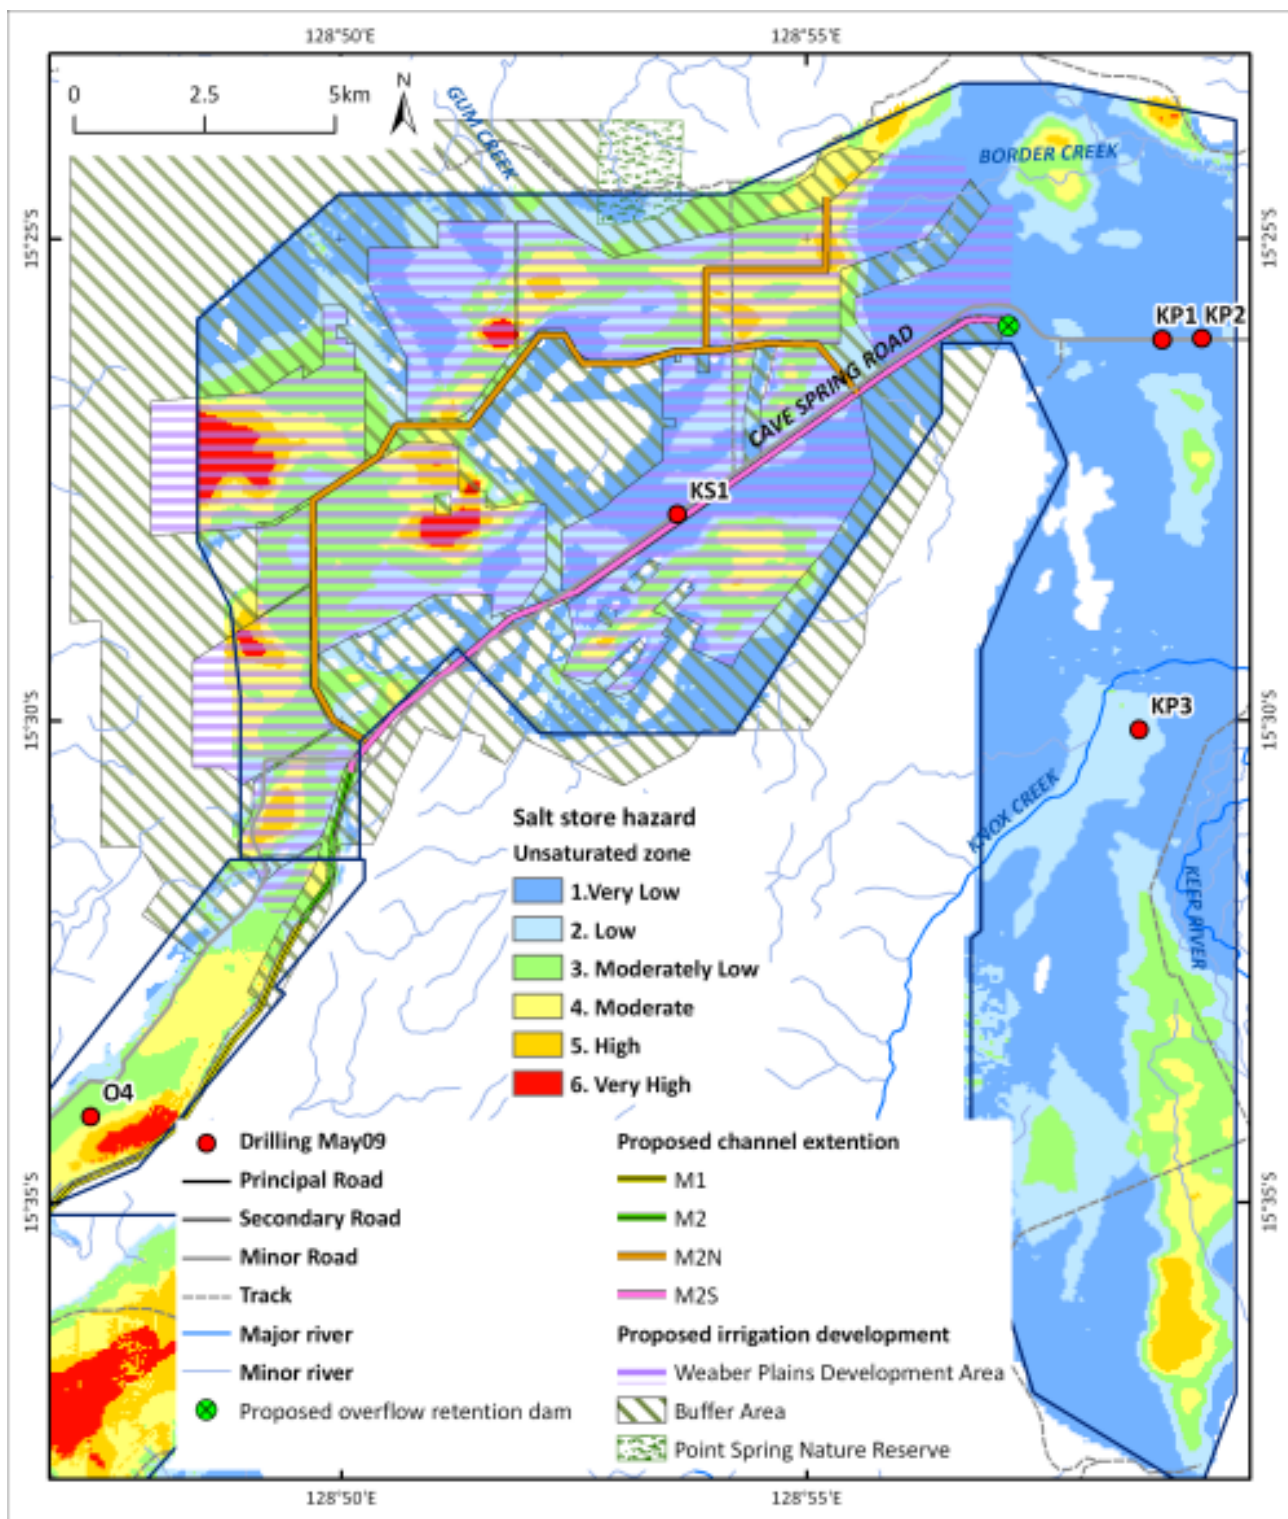 128°50'E
128°55'E
0 2.5 5km
N
GUM CREEK
BORDER CREEK
15°25'S
15°25'S
KP1 KP2
CAVE SPRING ROAD
KS1
15°30'S
15°30'S
KP3
KNOX CREEK
KEEP RIVER
Salt store hazard
Unsaturated zone
1.Very Low
2. Low
3. Moderately Low
4. Moderate
5. High
6. Very High
O4
Drilling May09
Principal Road
Secondary Road
Minor Road
Track
Major river
Minor river
Proposed overflow retention dam
Proposed channel extention
M1
M2
M2N
M2S
Proposed irrigation development
Weaber Plains Development Area
Buffer Area
Point Spring Nature Reserve
15°35'S
15°35'S
128°50'E
128°55'E